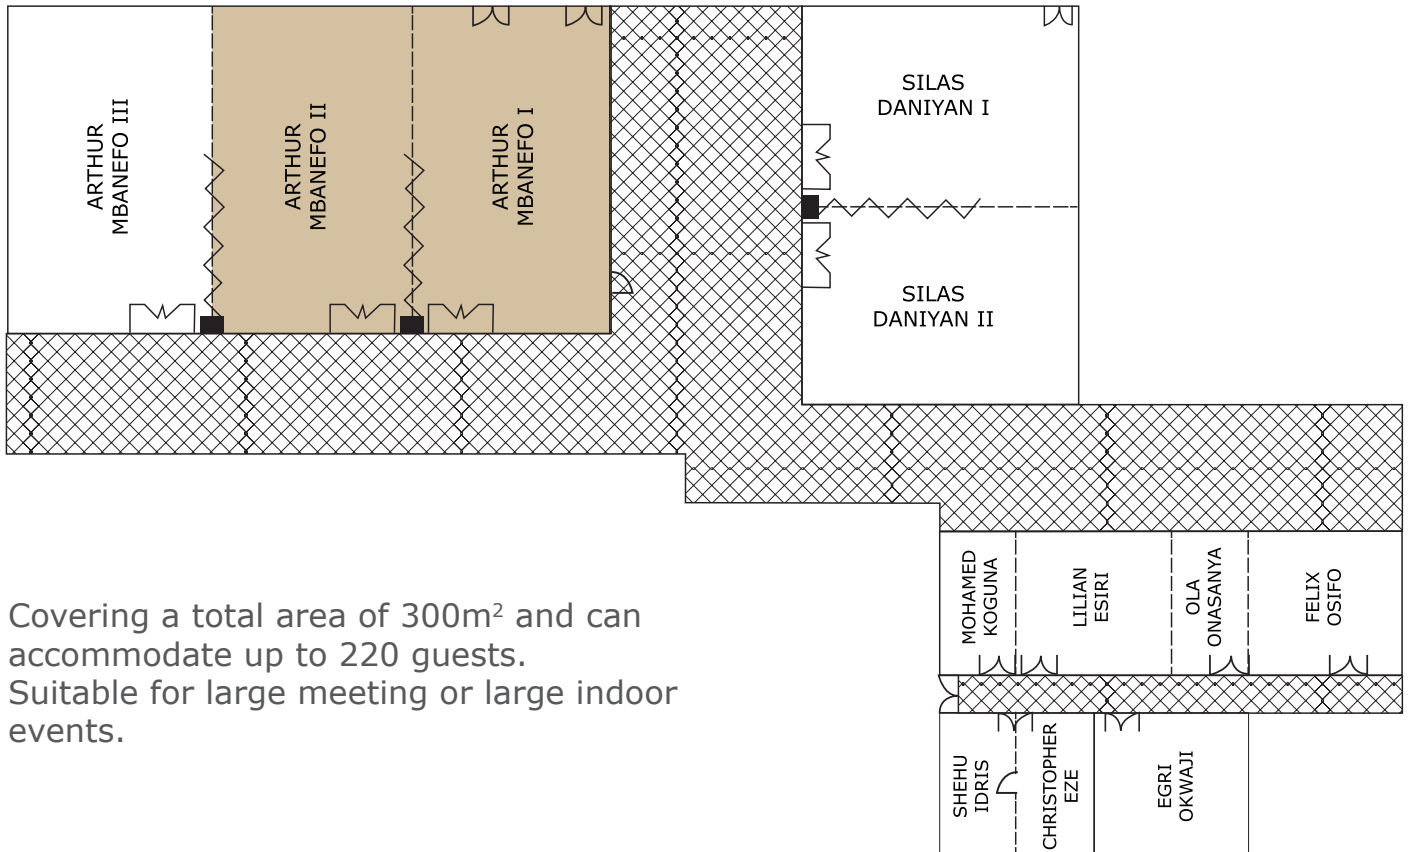 ARTHUR
MBANEFO III
ARTHUR
MBANEFO II
ARTHUR
MBANEFO I
SILAS
DANIYAN I
SILAS
DANIYAN II
MOHAMED
KOGUNA
LILIAN
ESIRI
OLA
ONASANYA
FELIX
OSIFO
SHEHU
IDRIS
CHRISTOPHER
EZE
EGRI
OKWAJI
Covering a total area of 300m² and can
accommodate up to 220 guests.
Suitable for large meeting or large indoor
events.